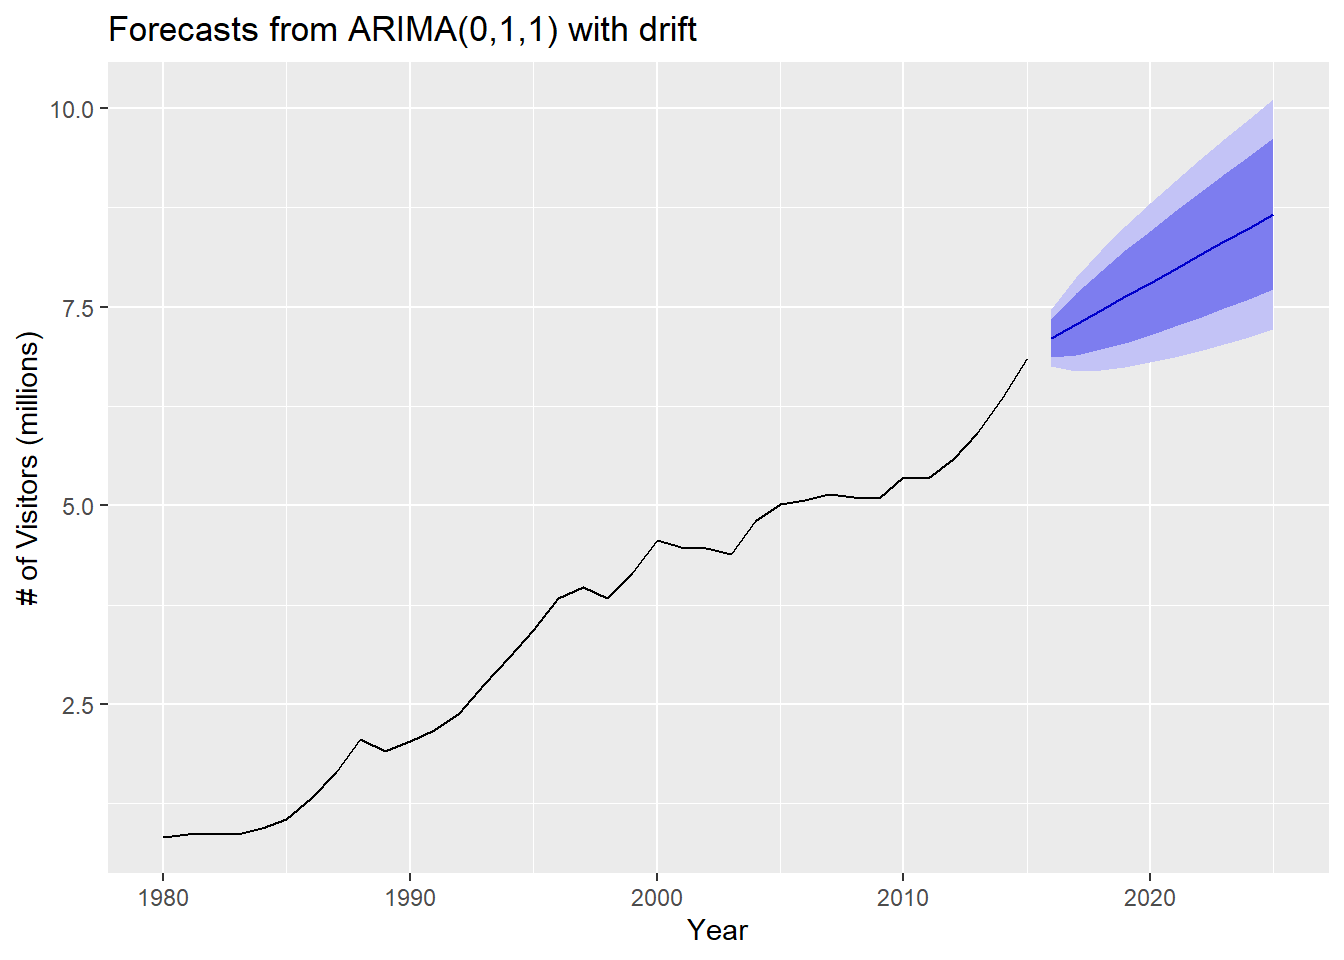 Forecasts from ARIMA(0,1,1) with drift
10.0
7.5
5.0
2.5
# of Visitors (millions)
1980 1990 2000 2010 2020
Year